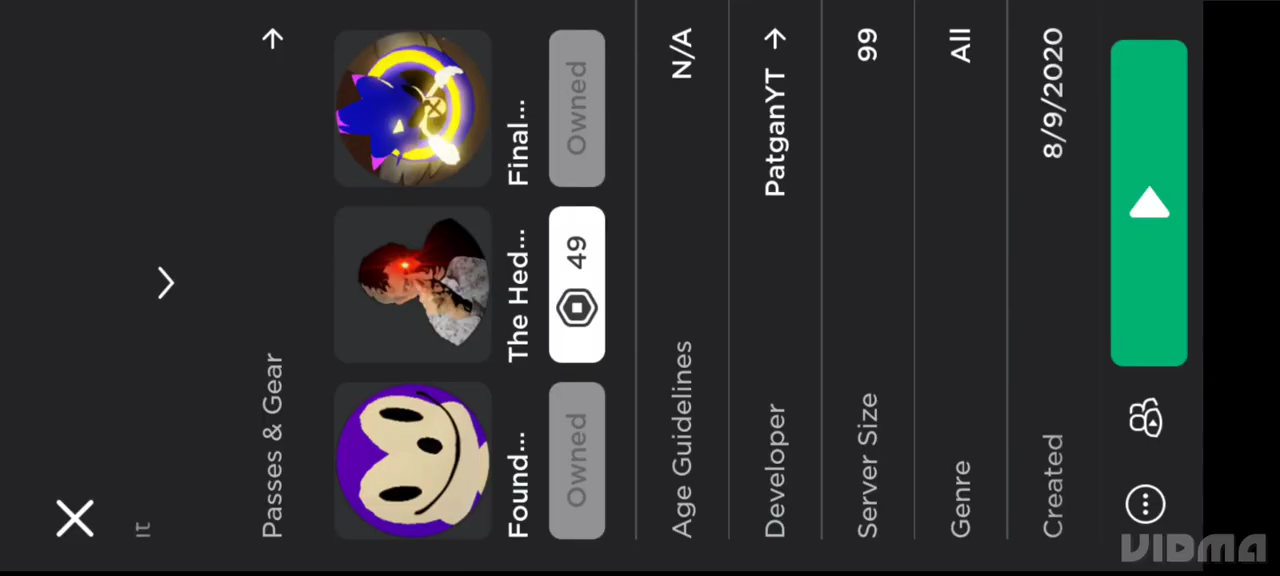 It
Passes & Gear
Found...
The Hed...
Final...
Owned
49
Owned
Age Guidelines N/A
Developer PatganYT
Server Size 99
Genre All
Created 8/9/2020
VIDMA